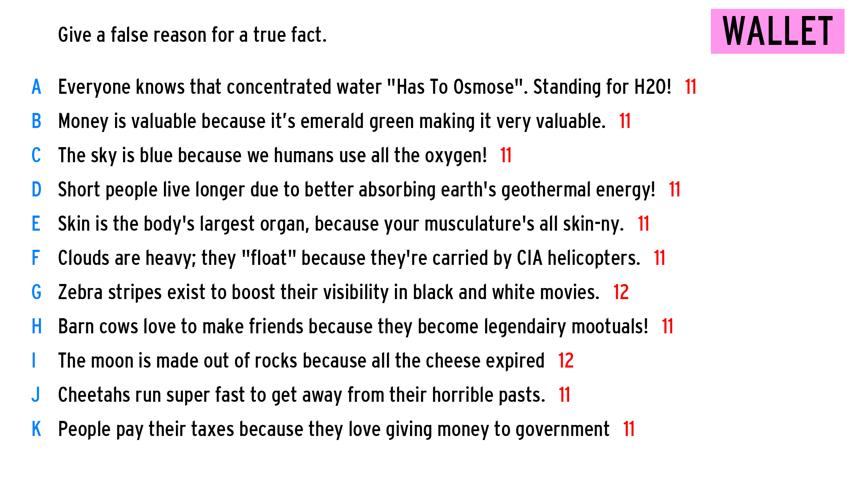 Give a false reason for a true fact.
WALLET
A Everyone knows that concentrated water "Has To Osmose". Standing for H2O! 11
B Money is valuable because it's emerald green making it very valuable. 11
C The sky is blue because we humans use all the oxygen! 11
D Short people live longer due to better absorbing earth's geothermal energy! 11
E Skin is the body's largest organ, because your musculature's all skin-ny. 11
F Clouds are heavy; they "float" because they're carried by CIA helicopters. 11
G Zebra stripes exist to boost their visibility in black and white movies. 12
H Barn cows love to make friends because they become legendairy mootuals! 11
I The moon is made out of rocks because all the cheese expired 12
J Cheetahs run super fast to get away from their horrible pasts. 11
K People pay their taxes because they love giving money to government 11